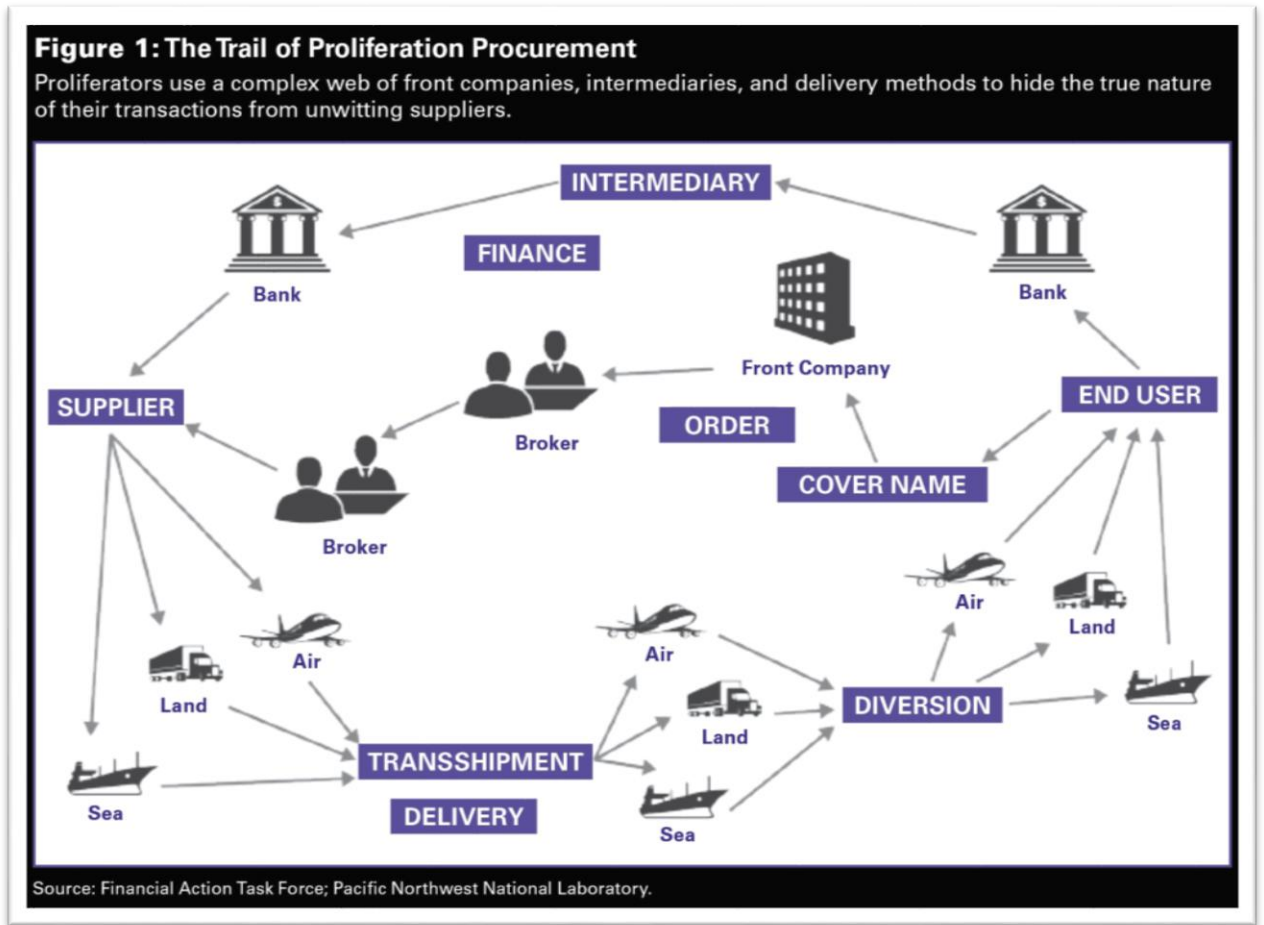 Figure 1: The Trail of Proliferation Procurement
Proliferators use a complex web of front companies, intermediaries, and delivery methods to hide the true nature
of their transactions from unwitting suppliers.
INTERMEDIARY
FINANCE
Bank
Bank
Front Company
SUPPLIER
END USER
ORDER
Broker
COVER NAME
Broker
Air
Land
Air
Air
Land
Land
Sea
DIVERSION
Land
Sea
TRANSSHIPMENT
DELIVERY
Sea
Source: Financial Action Task Force; Pacific Northwest National Laboratory.